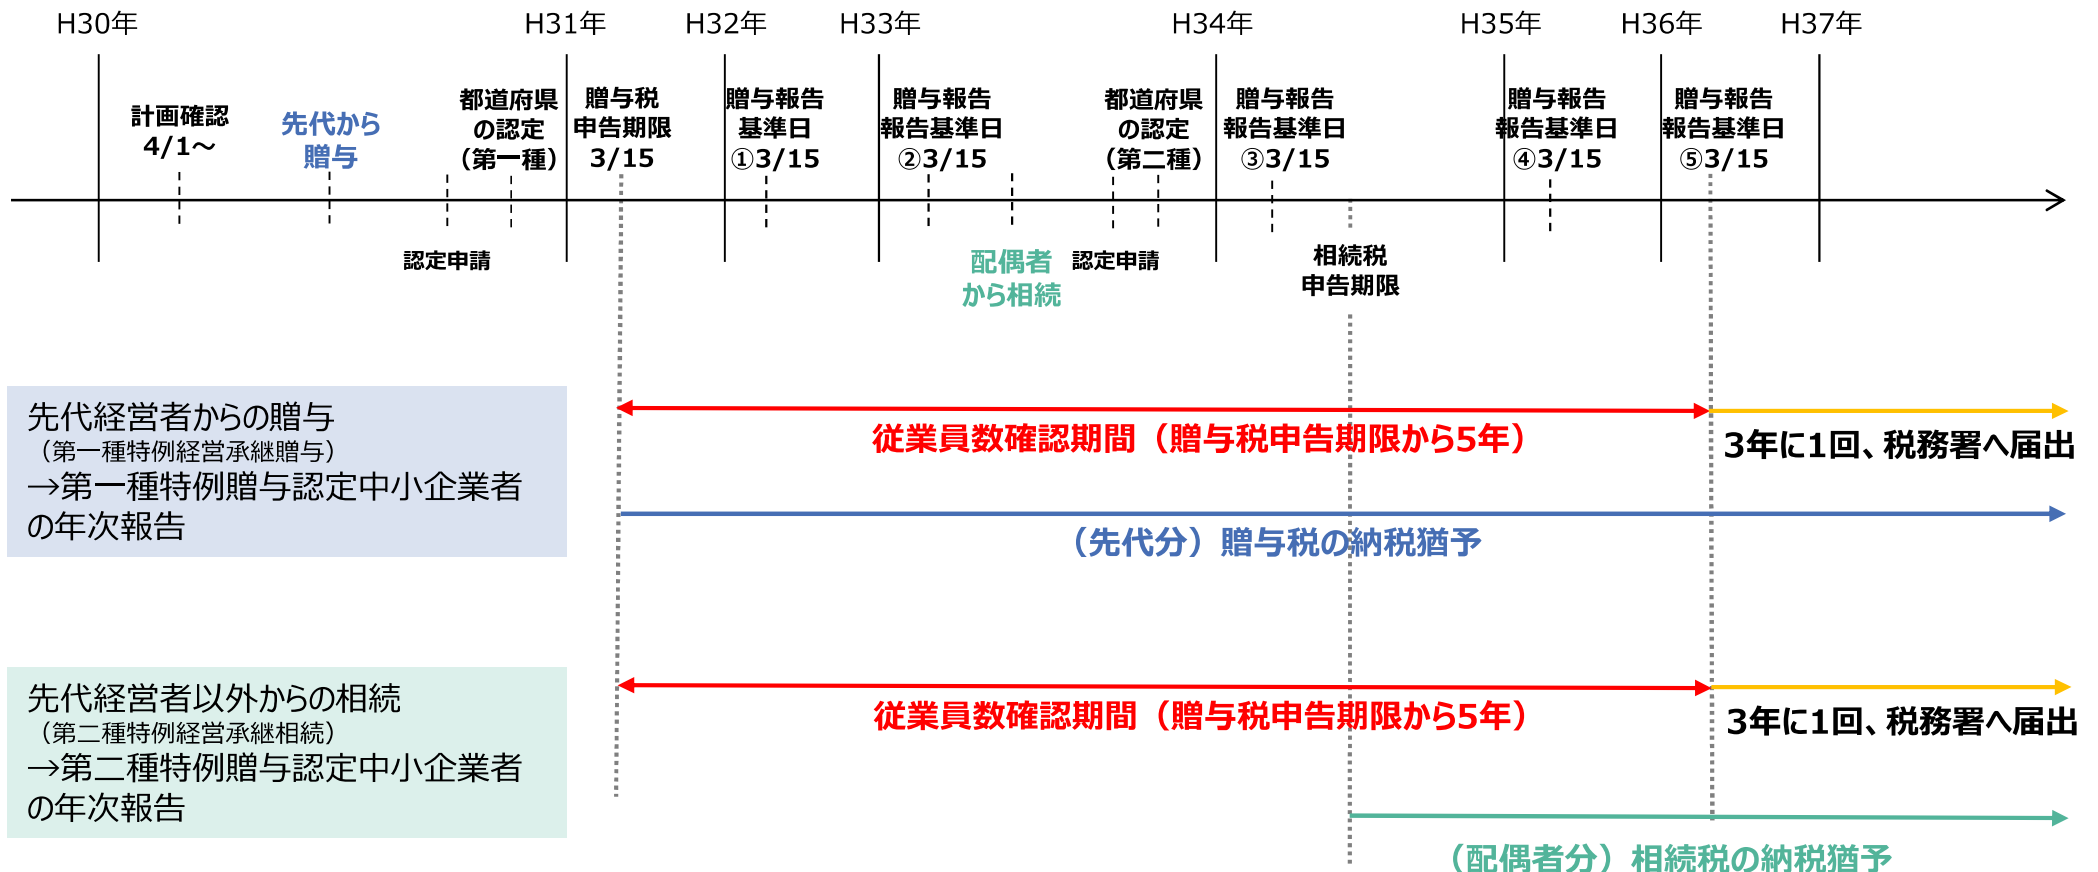 H30年
H31年
H32年
H33年
H34年
H35年
H36年
H37年
計画確認
4/1～
先代から
贈与
都道府県
の認定
（第一種）
贈与税
申告期限
3/15
贈与報告
基準日
①3/15
贈与報告
報告基準日
②3/15
都道府県
の認定
（第二種）
贈与報告
報告基準日
③3/15
贈与報告
報告基準日
④3/15
贈与報告
報告基準日
⑤3/15
認定申請
配偶者
から相続
認定申請
相続税
申告期限
先代経営者からの贈与
（第一種特例経営承継贈与）
→第一種特例贈与認定中小企業者
の年次報告
従業員数確認期間（贈与税申告期限から5年）
3年に1回、税務署へ届出
（先代分）贈与税の納税猶予
先代経営者以外からの相続
（第二種特例経営承継相続）
→第二種特例贈与認定中小企業者
の年次報告
従業員数確認期間（贈与税申告期限から5年）
3年に1回、税務署へ届出
（配偶者分）相続税の納税猶予